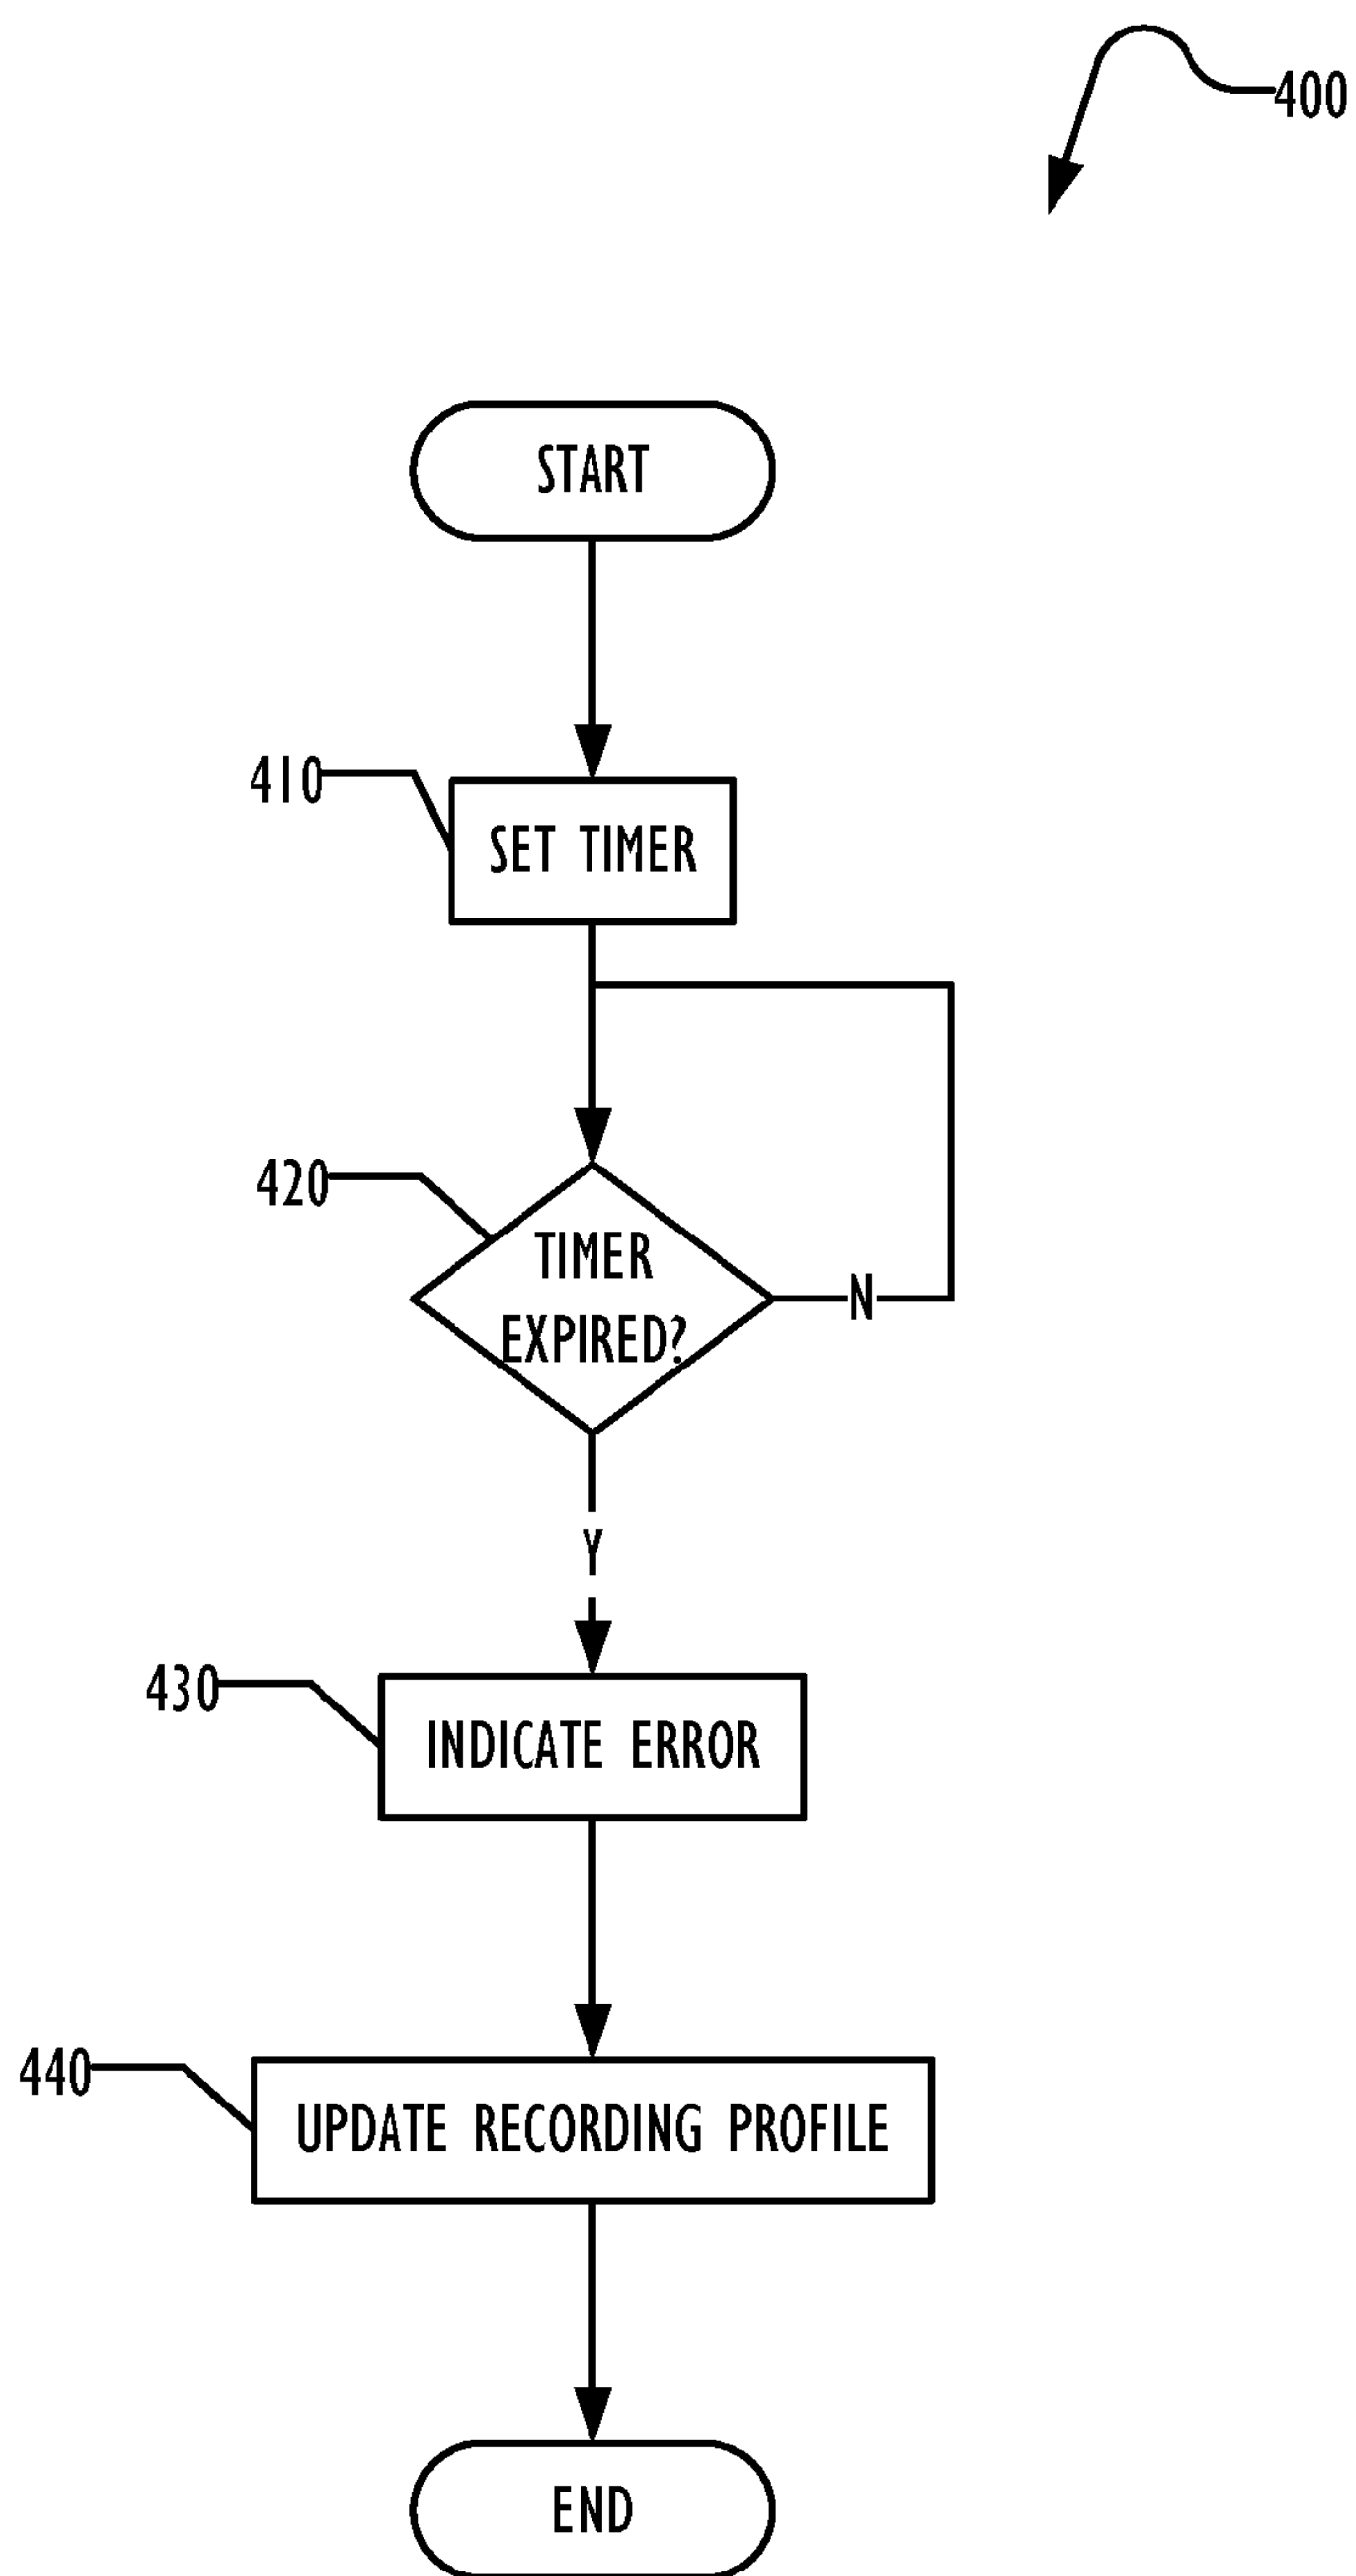 400
START
410
SET TIMER
420
TIMER
EXPIRED?
N
Y
430
INDICATE ERROR
440
UPDATE RECORDING PROFILE
END